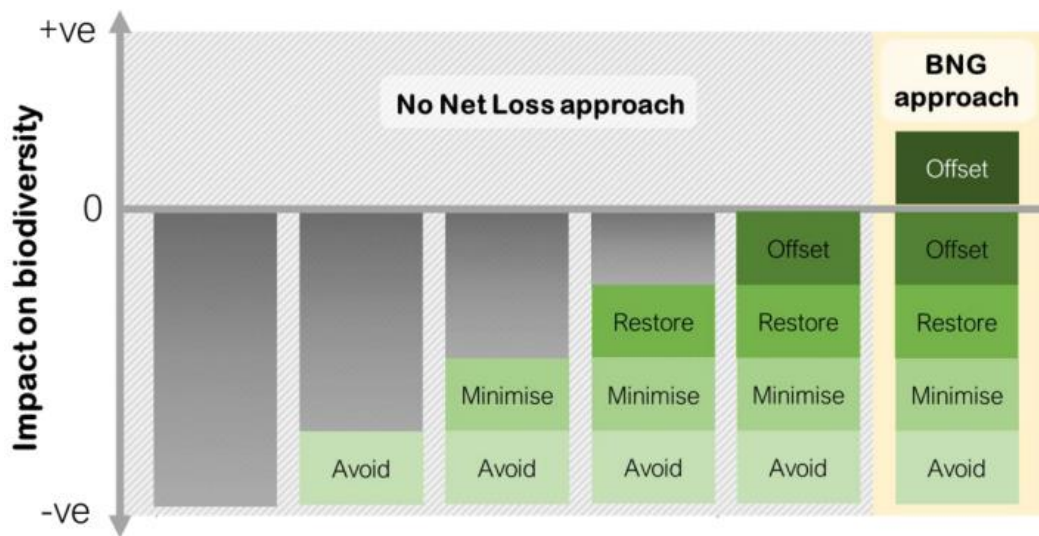 +ve
Impact on biodiversity
0
-ve
No Net Loss approach
BNG
approach
Offset
Offset
Offset
Restore
Restore
Restore
Minimise
Minimise
Minimise
Minimise
Avoid
Avoid
Avoid
Avoid
Avoid